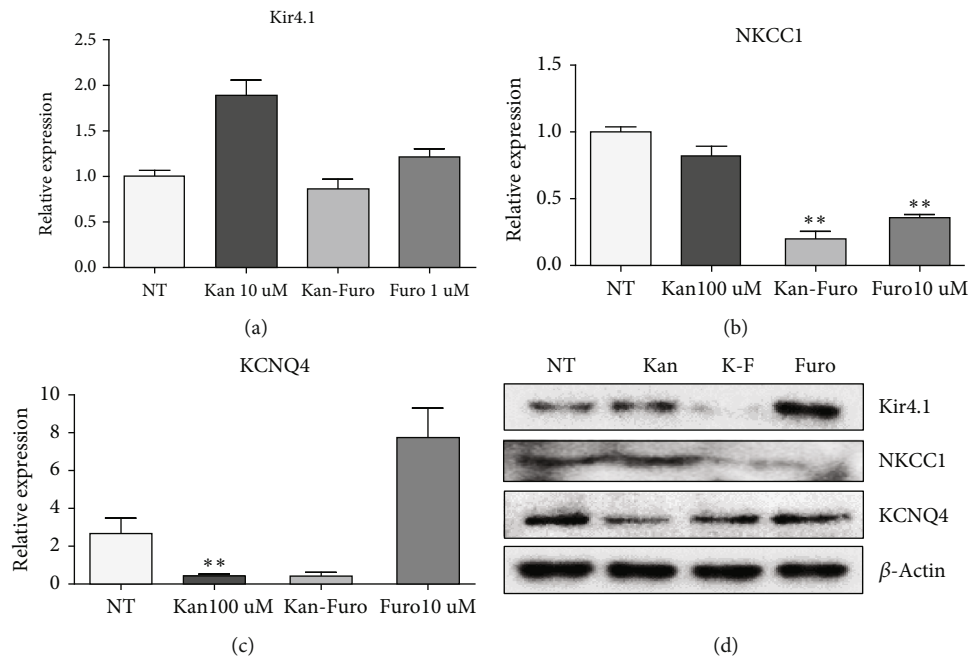 Kir4.1
Relative expression
2.5
2.0
1.5
1.0
0.5
0.0
NT
Kan 10 uM
Kan-Furo
Furo 1 uM
(a)
NKCC1
Relative expression
1.5
1.0
0.5
0.0
**
**
NT
Kan100 uM
Kan-Furo
Furo10 uM
(b)
KCNQ4
Relative expression
10
8
6
4
2
0
**
NT
Kan100 uM
Kan-Furo
Furo10 uM
(c)
NT
Kan
K-F
Furo
Kir4.1
NKCC1
KCNQ4
β-Actin
(d)